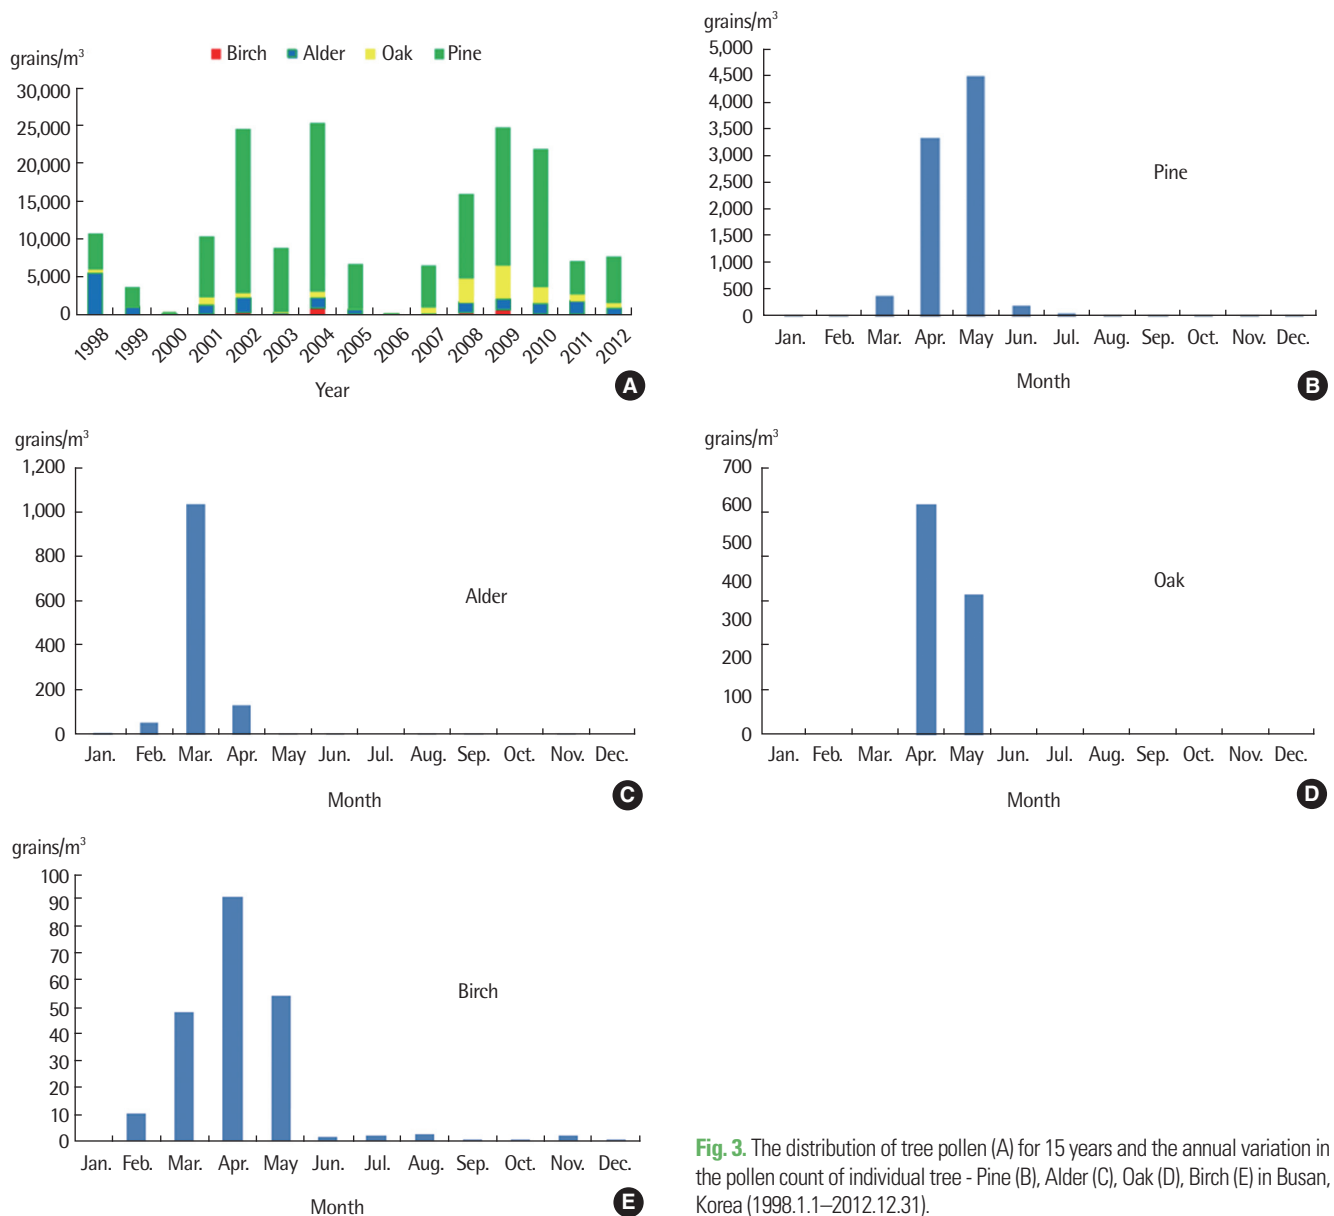 grains/m³
Birch Alder Oak Pine
30,000
25,000
20,000
15,000
10,000
5,000
0
1998 1999 2000 2001 2002 2003 2004 2005 2006 2007 2008 2009 2010 2011 2012
Year
A
grains/m³
5,000
4,500
4,000
3,500
3,000
2,500
2,000
1,500
1,000
500
0
Pine
Jan. Feb. Mar. Apr. May Jun. Jul. Aug. Sep. Oct. Nov. Dec.
Month
B
grains/m³
1,200
1,000
800
600
400
200
0
Alder
Jan. Feb. Mar. Apr. May Jun. Jul. Aug. Sep. Oct. Nov. Dec.
Month
C
grains/m³
700
600
500
400
300
200
100
0
Oak
Jan. Feb. Mar. Apr. May Jun. Jul. Aug. Sep. Oct. Nov. Dec.
Month
D
grains/m³
100
90
80
70
60
50
40
30
20
10
0
Birch
Jan. Feb. Mar. Apr. May Jun. Jul. Aug. Sep. Oct. Nov. Dec.
Month
E
Fig. 3. The distribution of tree pollen (A) for 15 years and the annual variation in
the pollen count of individual tree - Pine (B), Alder (C), Oak (D), Birch (E) in Busan,
Korea (1998.1.1–2012.12.31).